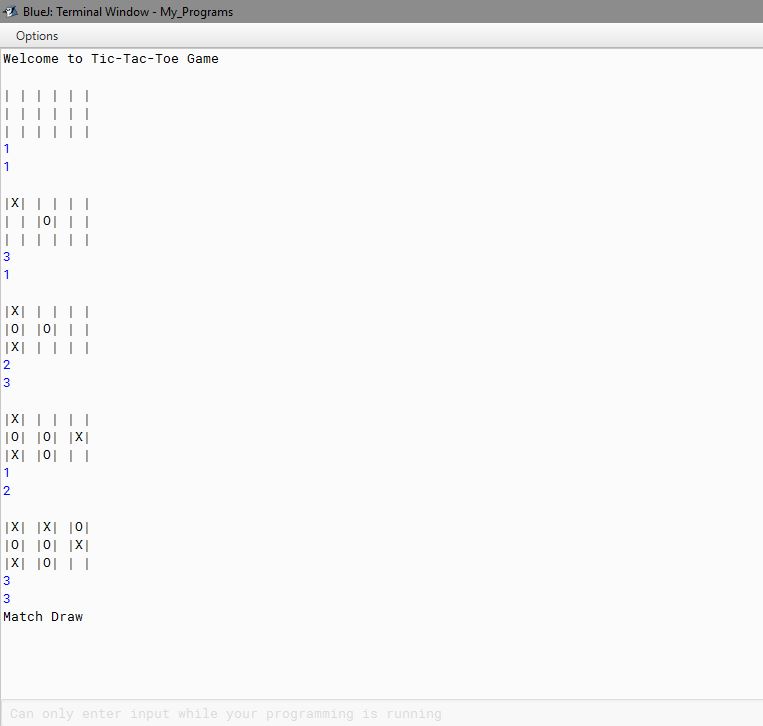 BlueJ: Terminal Window - My_Programs
Options
Welcome to Tic-Tac-Toe Game
| | | | | |
| | | | | |
| | | | | |
1
1
|X| | | | |
| | |O| | |
| | | | | |
3
1
|X| | | | |
|O| |O| | |
|X| | | | |
2
3
|X| | | | |
|O| |O| |X|
|X| |O| | |
1
2
|X| |X| |O|
|O| |O| |X|
|X| |O| | |
3
3
Match Draw
Can only enter input while your programming is running